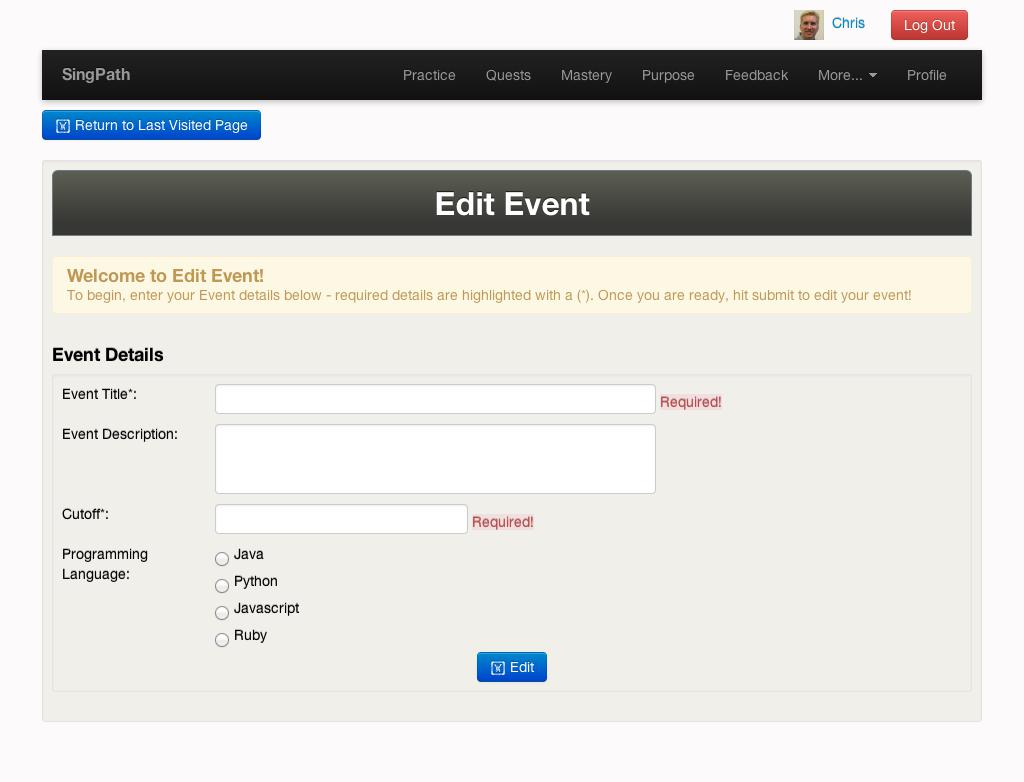 Chris
Log Out
SingPath
Practice Quests Mastery Purpose Feedback More... Profile
Return to Last Visited Page
Edit Event
Welcome to Edit Event!
To begin, enter your Event details below - required details are highlighted with a (*). Once you are ready, hit submit to edit your event!
Event Details
Event Title*:
Required!
Event Description:
Cutoff*:
Required!
Programming
Language:
Java
Python
Javascript
Ruby
Edit